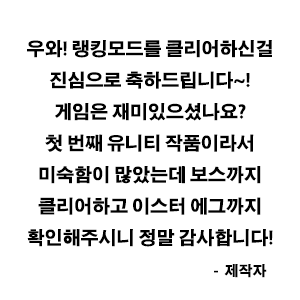 우와! 랭킹모드를 클리어하신걸
진심으로 축하드립니다~!
게임은 재미있으셨나요?
첫 번째 유니티 작품이라서
미숙함이 많았는데 보스까지
클리어하고 이스터 에그까지
확인해주시니 정말 감사합니다!
- 제작자